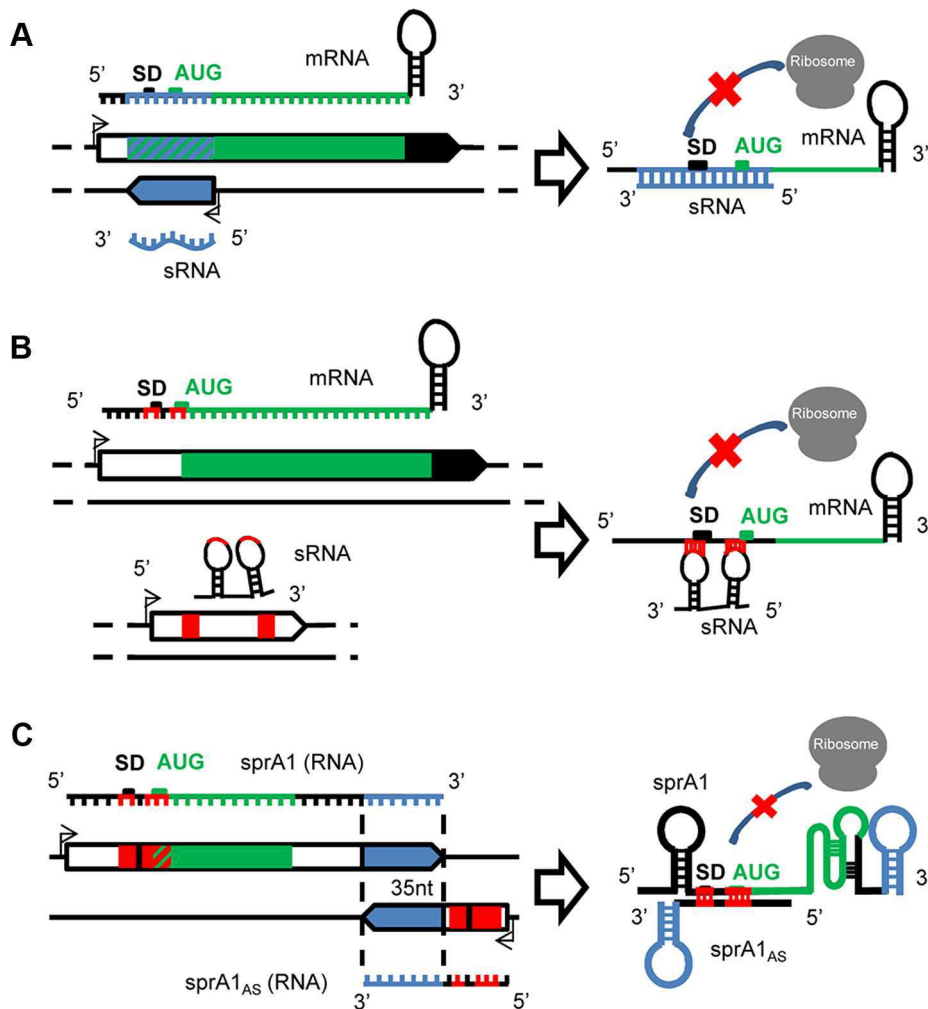 A
5’ SD AUG mRNA 3’
3’ 5’
sRNA
Ribosome
SD AUG mRNA
5’ 3’
3’ 5’
sRNA
B
5’ SD AUG mRNA 3’
5’ sRNA 3’
Ribosome
SD AUG mRNA
5’ 3
3’ 5’
sRNA
C
5’ SD AUG sprA1 (RNA) 3’
35nt
sprA1AS (RNA)
3’ 5’
Ribosome
sprA1
SD AUG
5’ 3
3’ 5’
sprA1AS